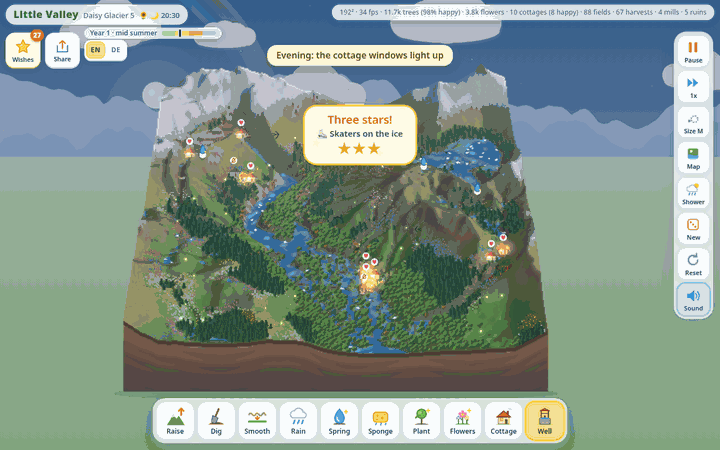 Little Valley Daisy Glacier 5 20:30
192² · 34 fps · 11.7k trees (98% happy) · 3.8k flowers · 10 cottages (8 happy) · 88 fields · 67 harvests · 4 mills · 5 ruins
Year 1 · mid summer
27
Wishes
Share
EN DE
Evening: the cottage windows light up
Three stars!
Skaters on the ice
Pause
1x
Size M
Map
Shower
New
Reset
Sound
Raise
Dig
Smooth
Rain
Spring
Sponge
Plant
Flowers
Cottage
Well